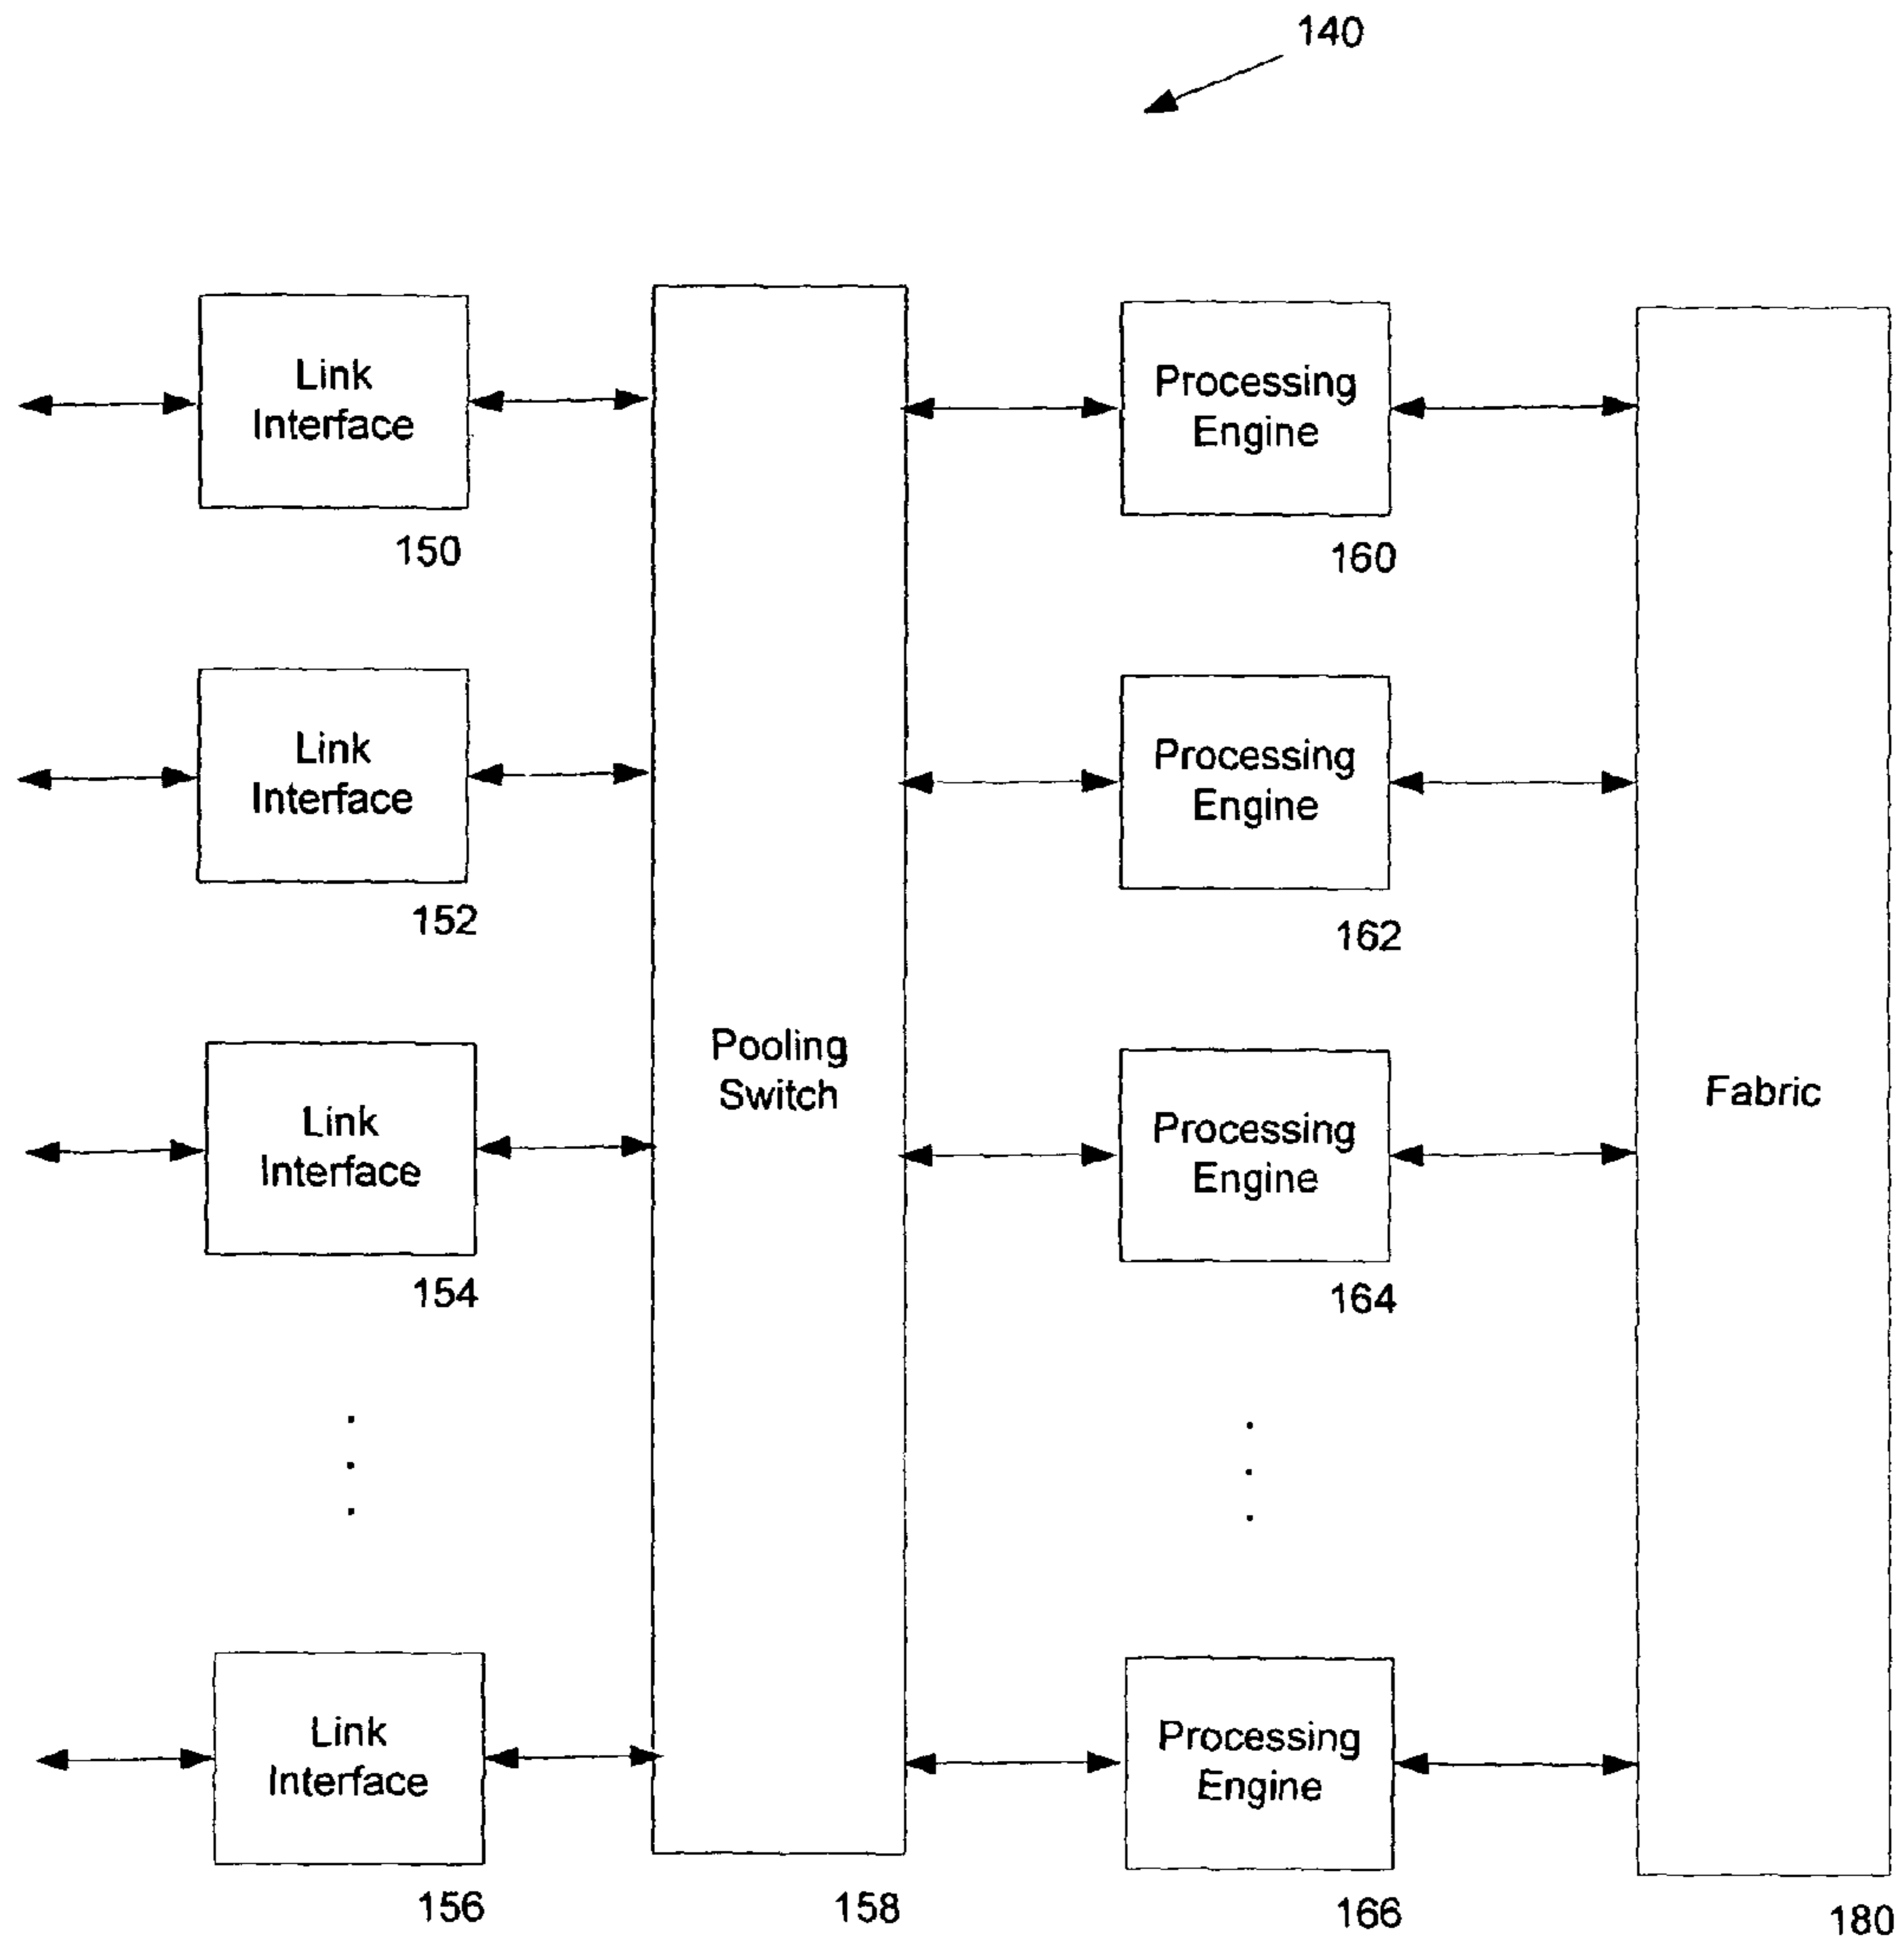 140
Link
Interface
150
Processing
Engine
160
Link
Interface
152
Processing
Engine
162
Pooling
Switch
Fabric
Link
Interface
154
Processing
Engine
164
Link
Interface
156
158
Processing
Engine
166
180